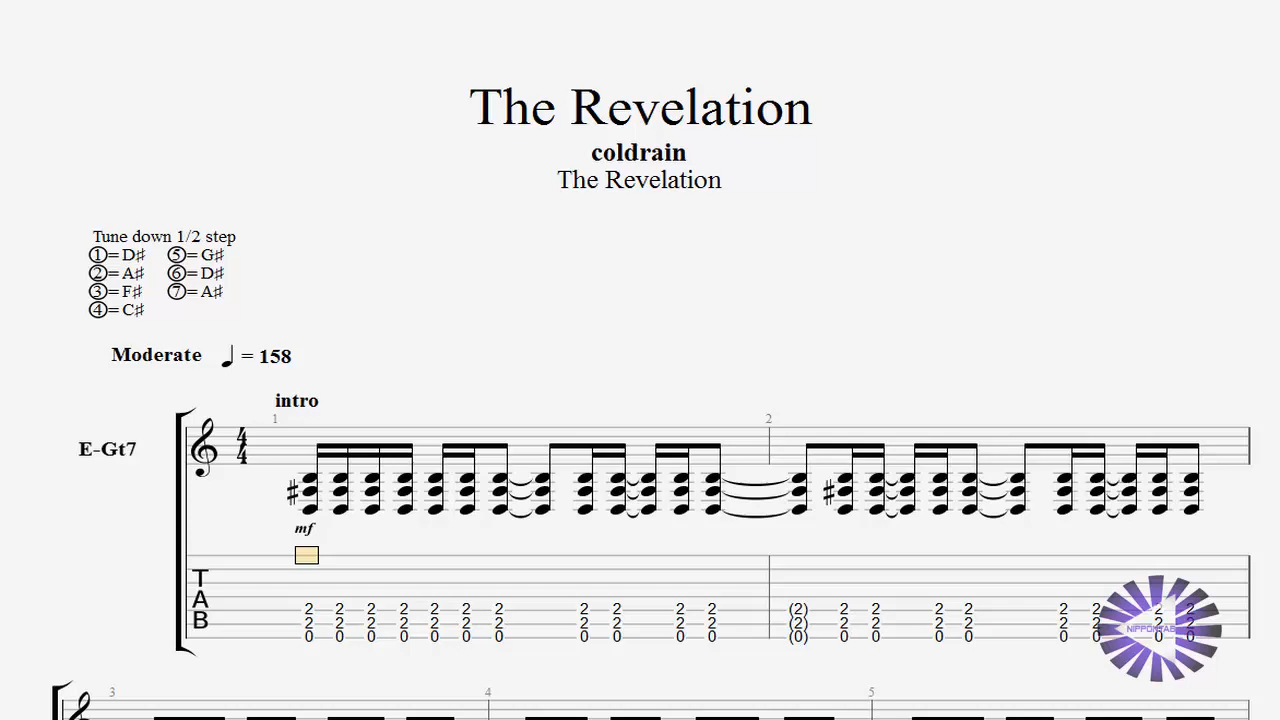 The Revelation
coldrain
The Revelation
Tune down 1/2 step
①= D♯ ⑤= G♯
②= A♯ ⑥= D♯
③= F♯ ⑦= A♯
④= C♯
Moderate ♩ = 158
intro
1 2
E-Gt7
4
4
mf
T
A
B
2 2 2 2 2 2 2 2 2 2 2 (2) 2 2 2 2 2 2 2 2
2 2 2 2 2 2 2 2 2 2 2 (2) 2 2 2 2 2 2 2 2
0 0 0 0 0 0 0 0 0 0 0 (0) 0 0 0 0 0 0 0 0
NIPPONTAB
3 4 5